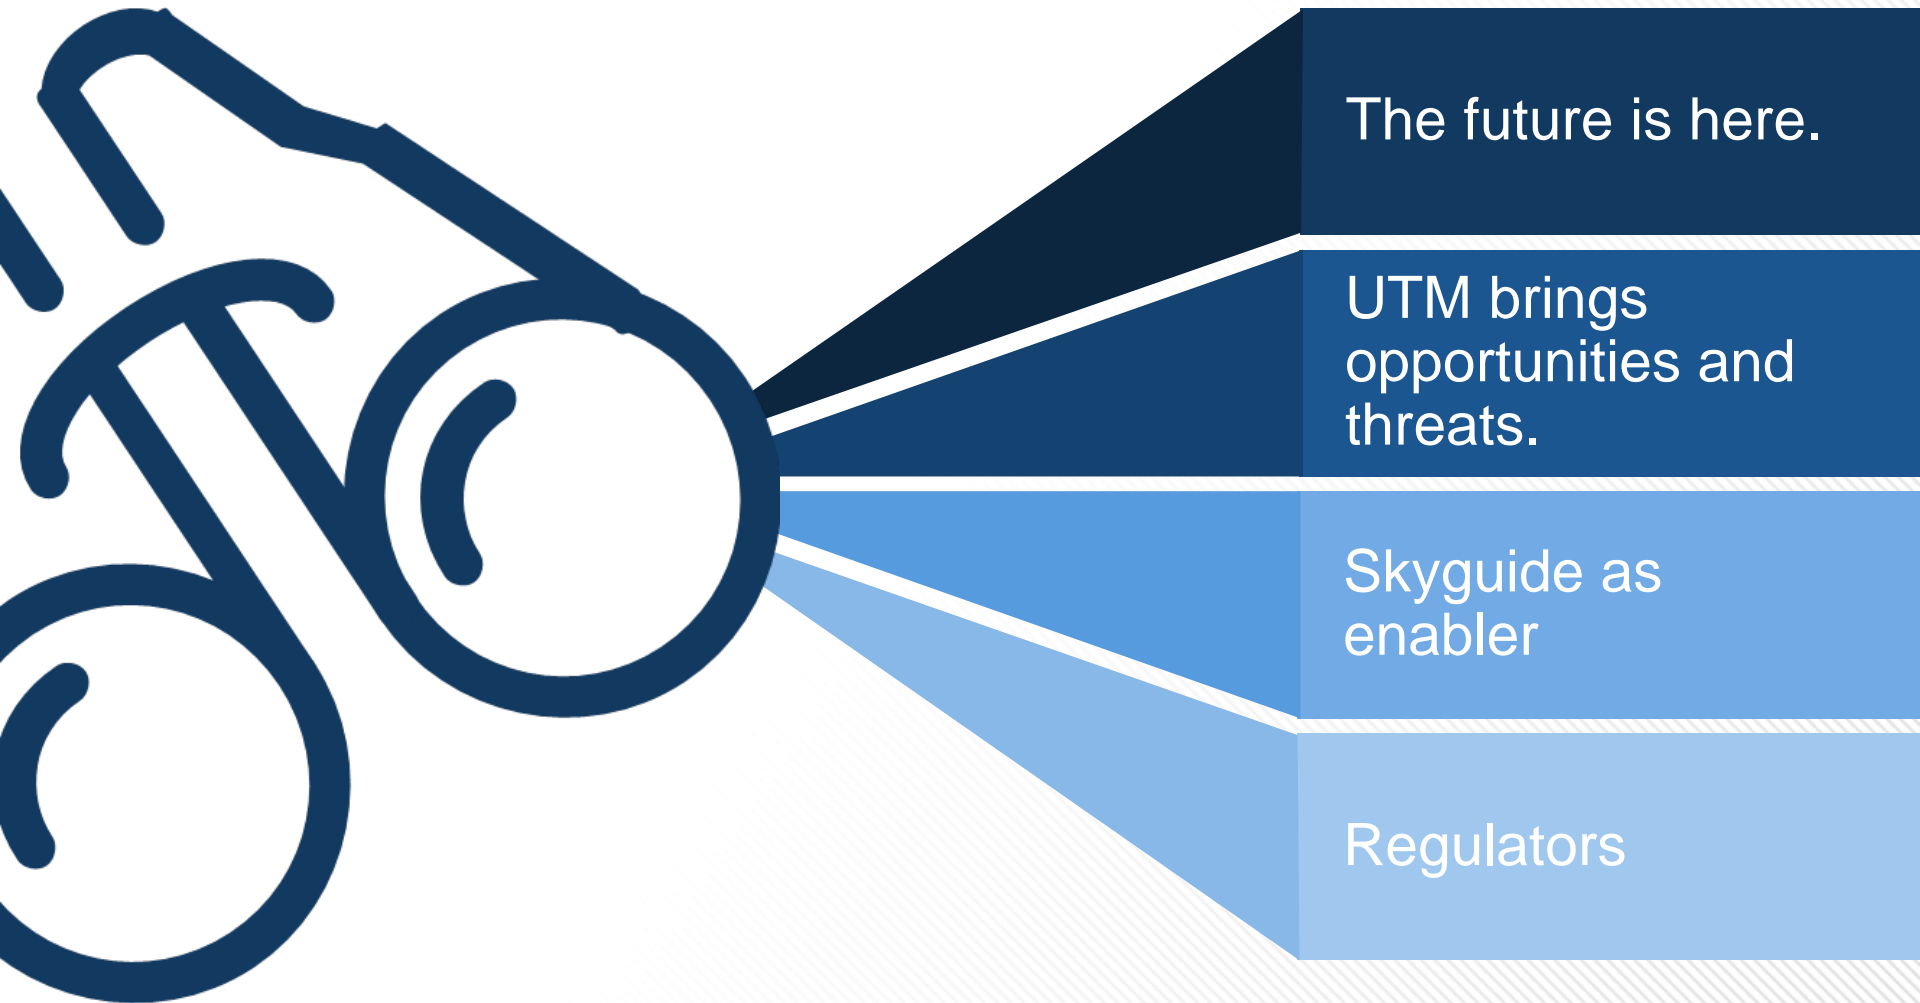 The future is here.
UTM brings
opportunities and
threats.
Skyguide as
enabler
Regulators